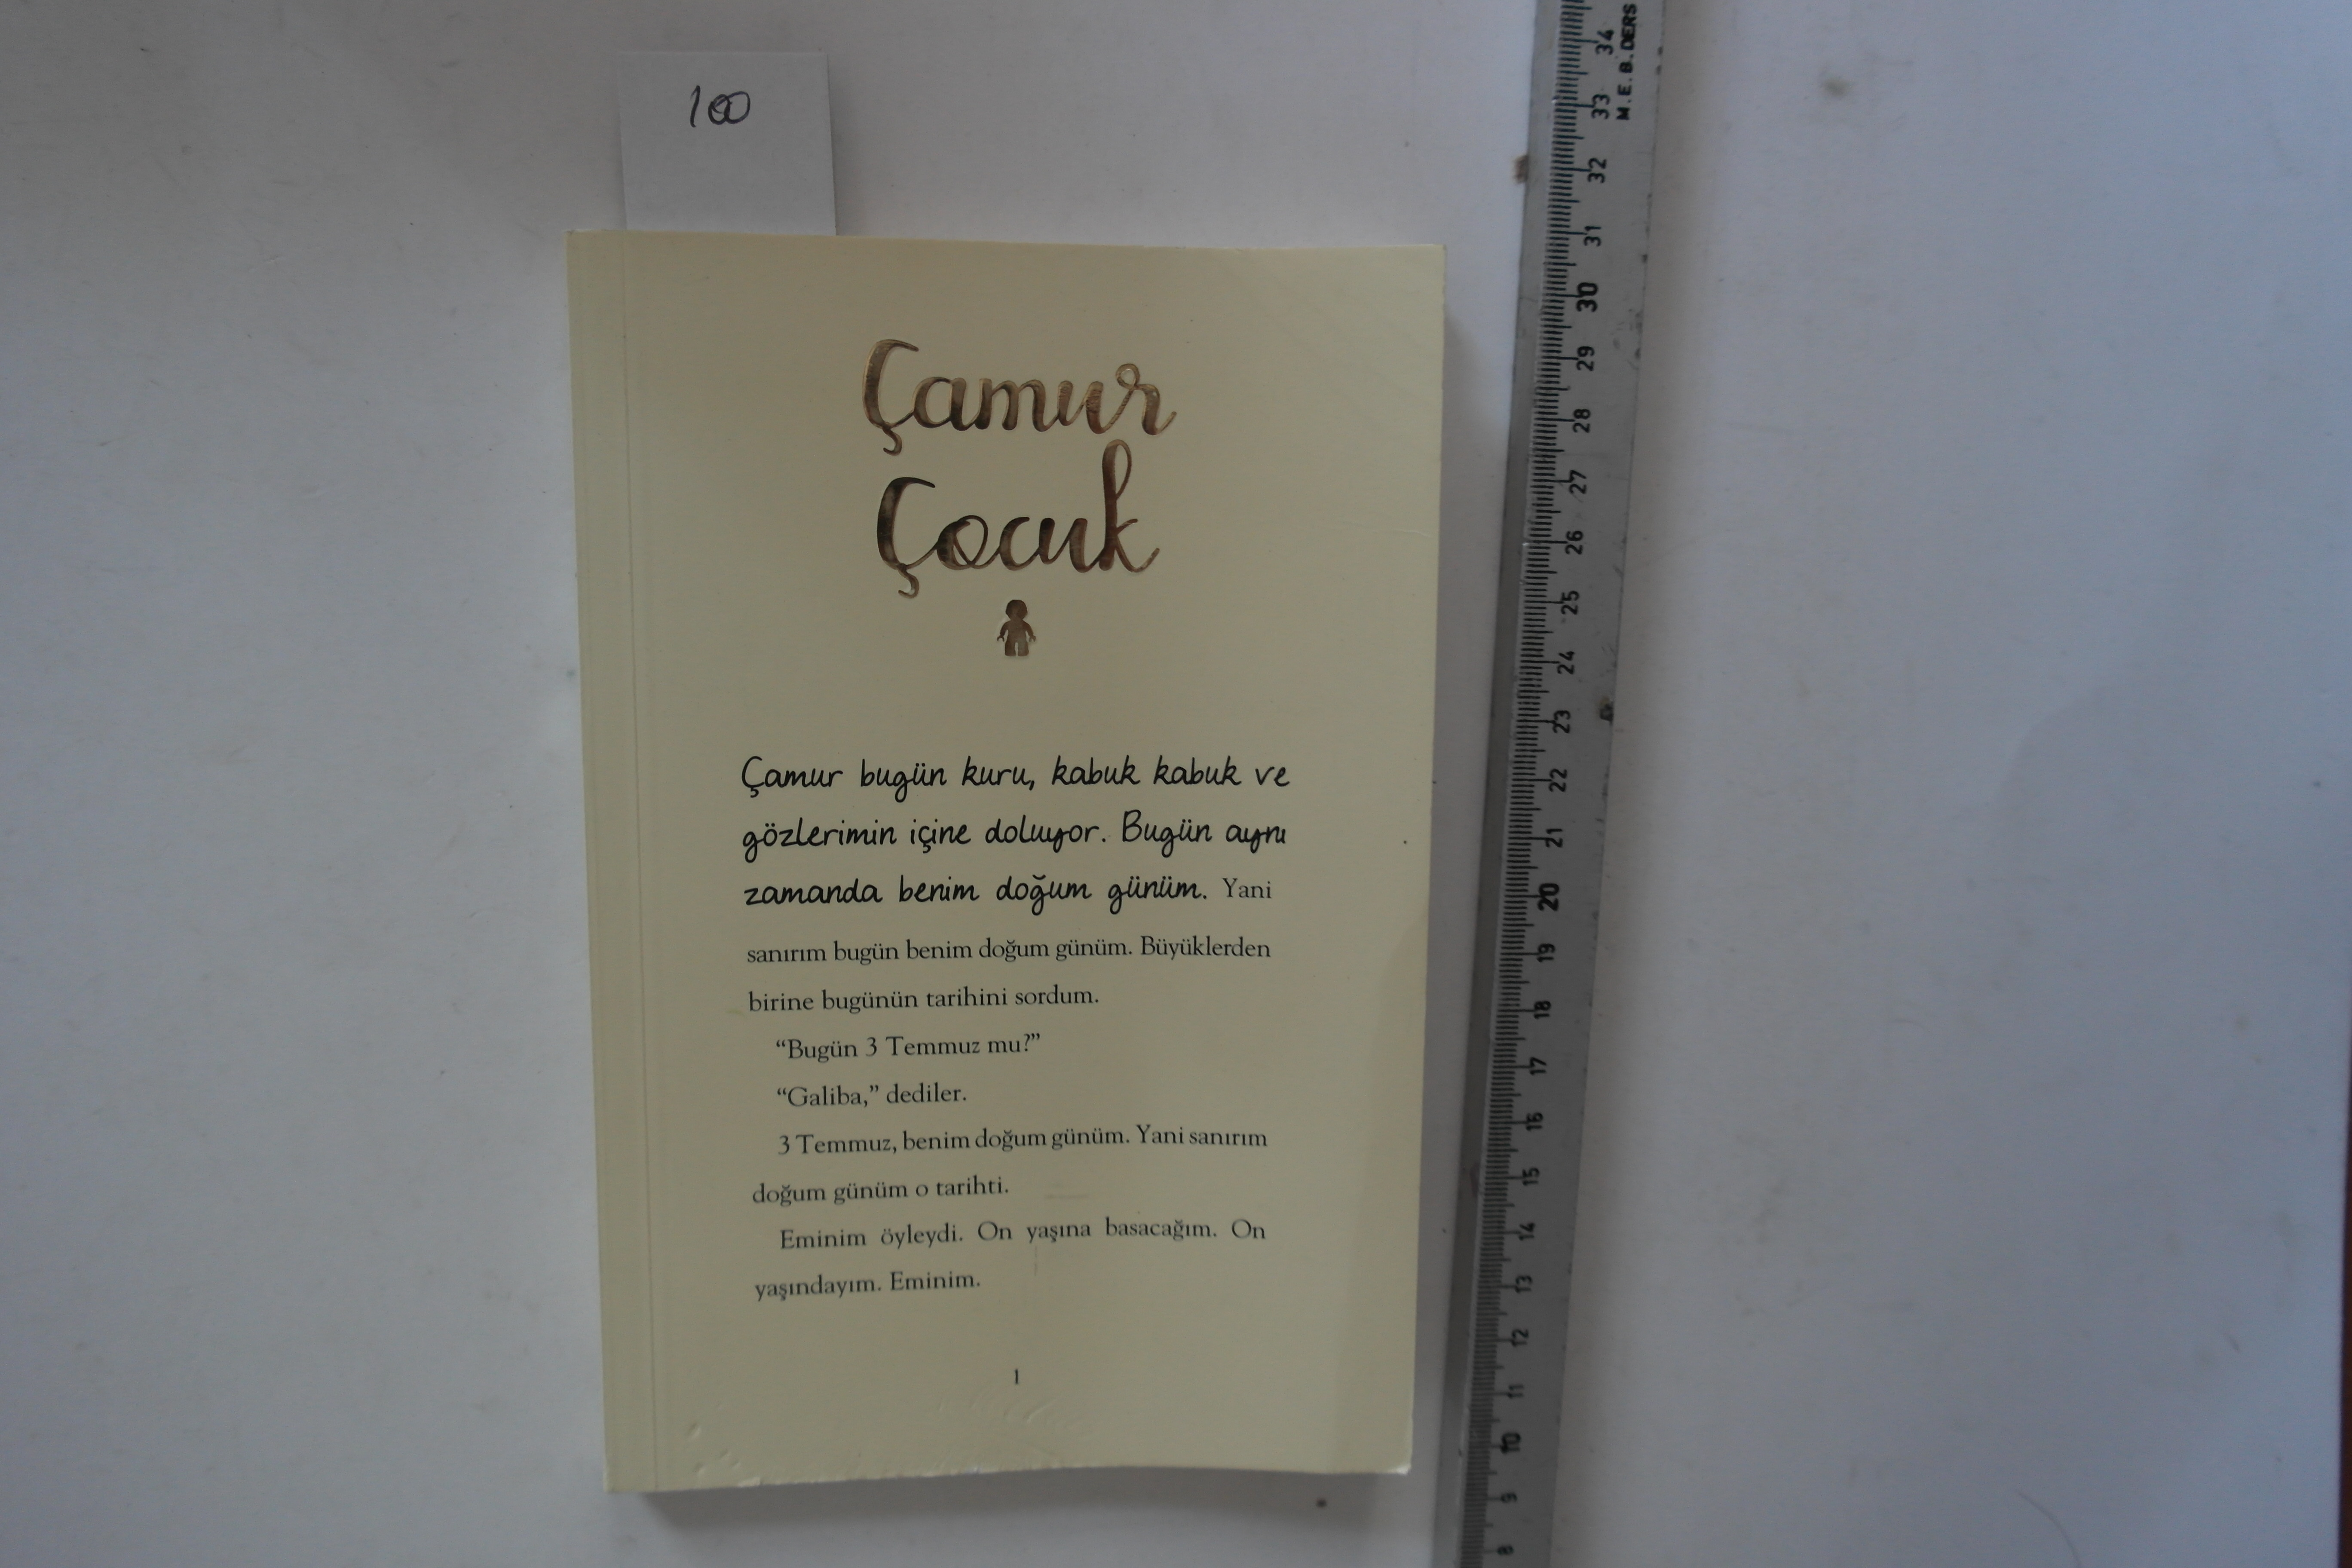 100
Çamur
Çocuk
Çamur bugün kuru, kabuk kabuk ve
gözlerimin içine doluyor. Bugün aynı
zamanda benim doğum günüm. Yani
sanırım bugün benim doğum günüm. Büyüklerden
birine bugünün tarihini sordum.
“Bugün 3 Temmuz mu?”
“Galiba,” dediler.
3 Temmuz, benim doğum günüm. Yani sanırım
doğum günüm o tarihti.
Eminim öyleydi. On yaşına basacağım. On
yaşındayım. Eminim.
1
M.E.B. DERS
34
33
32
31
30
29
28
27
26
25
24
23
22
21
20
19
18
17
16
15
14
13
12
11
10
9
8